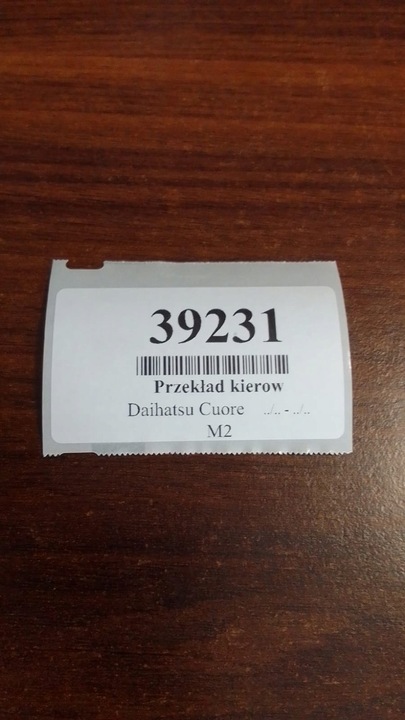 39231
Przekład kierow
Daihatsu Cuore ../.. - ../..
M2